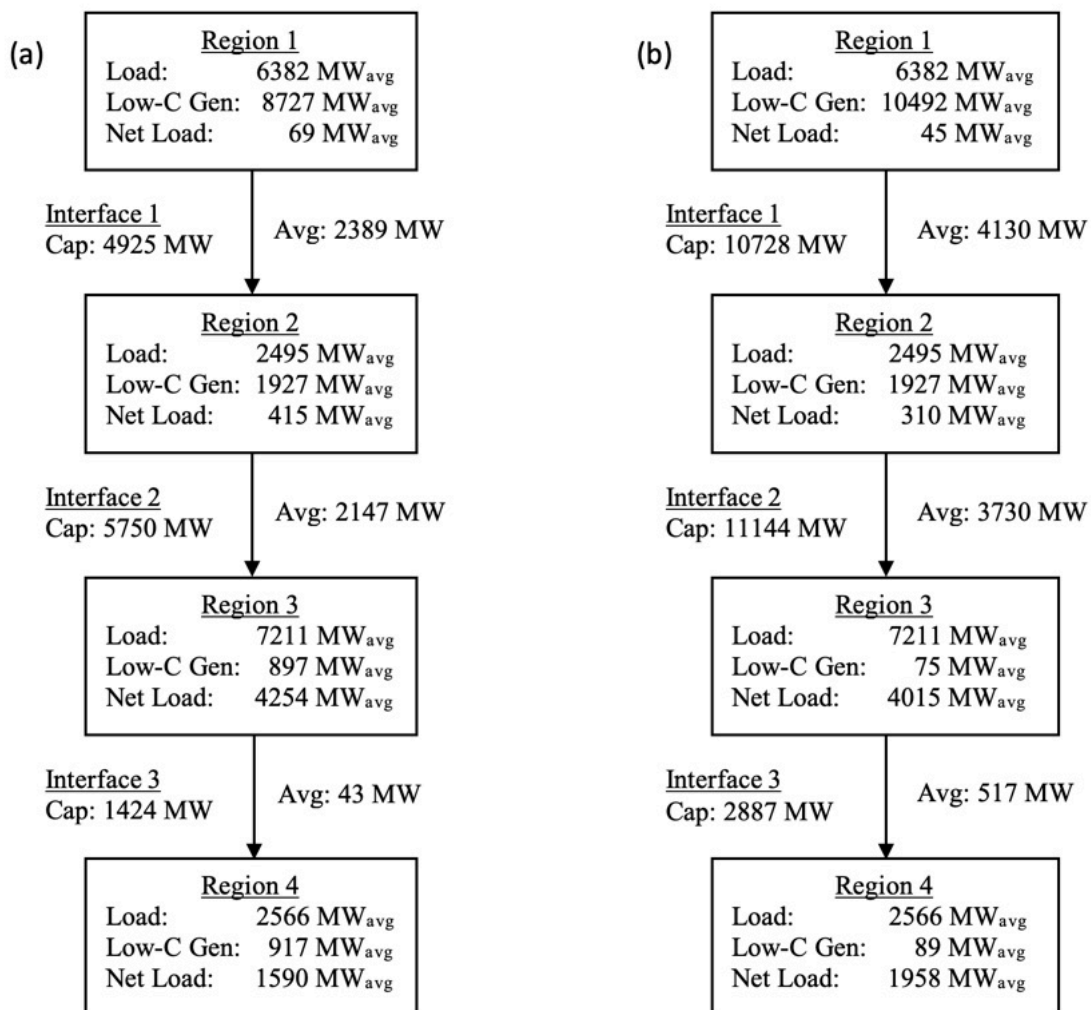 (a)
Region 1
Load: 6382 MWavg
Low-C Gen: 8727 MWavg
Net Load: 69 MWavg
Interface 1
Cap: 4925 MW
Avg: 2389 MW
Region 2
Load: 2495 MWavg
Low-C Gen: 1927 MWavg
Net Load: 415 MWavg
Interface 2
Cap: 5750 MW
Avg: 2147 MW
Region 3
Load: 7211 MWavg
Low-C Gen: 897 MWavg
Net Load: 4254 MWavg
Interface 3
Cap: 1424 MW
Avg: 43 MW
Region 4
Load: 2566 MWavg
Low-C Gen: 917 MWavg
Net Load: 1590 MWavg
(b)
Region 1
Load: 6382 MWavg
Low-C Gen: 10492 MWavg
Net Load: 45 MWavg
Interface 1
Cap: 10728 MW
Avg: 4130 MW
Region 2
Load: 2495 MWavg
Low-C Gen: 1927 MWavg
Net Load: 310 MWavg
Interface 2
Cap: 11144 MW
Avg: 3730 MW
Region 3
Load: 7211 MWavg
Low-C Gen: 75 MWavg
Net Load: 4015 MWavg
Interface 3
Cap: 2887 MW
Avg: 517 MW
Region 4
Load: 2566 MWavg
Low-C Gen: 89 MWavg
Net Load: 1958 MWavg